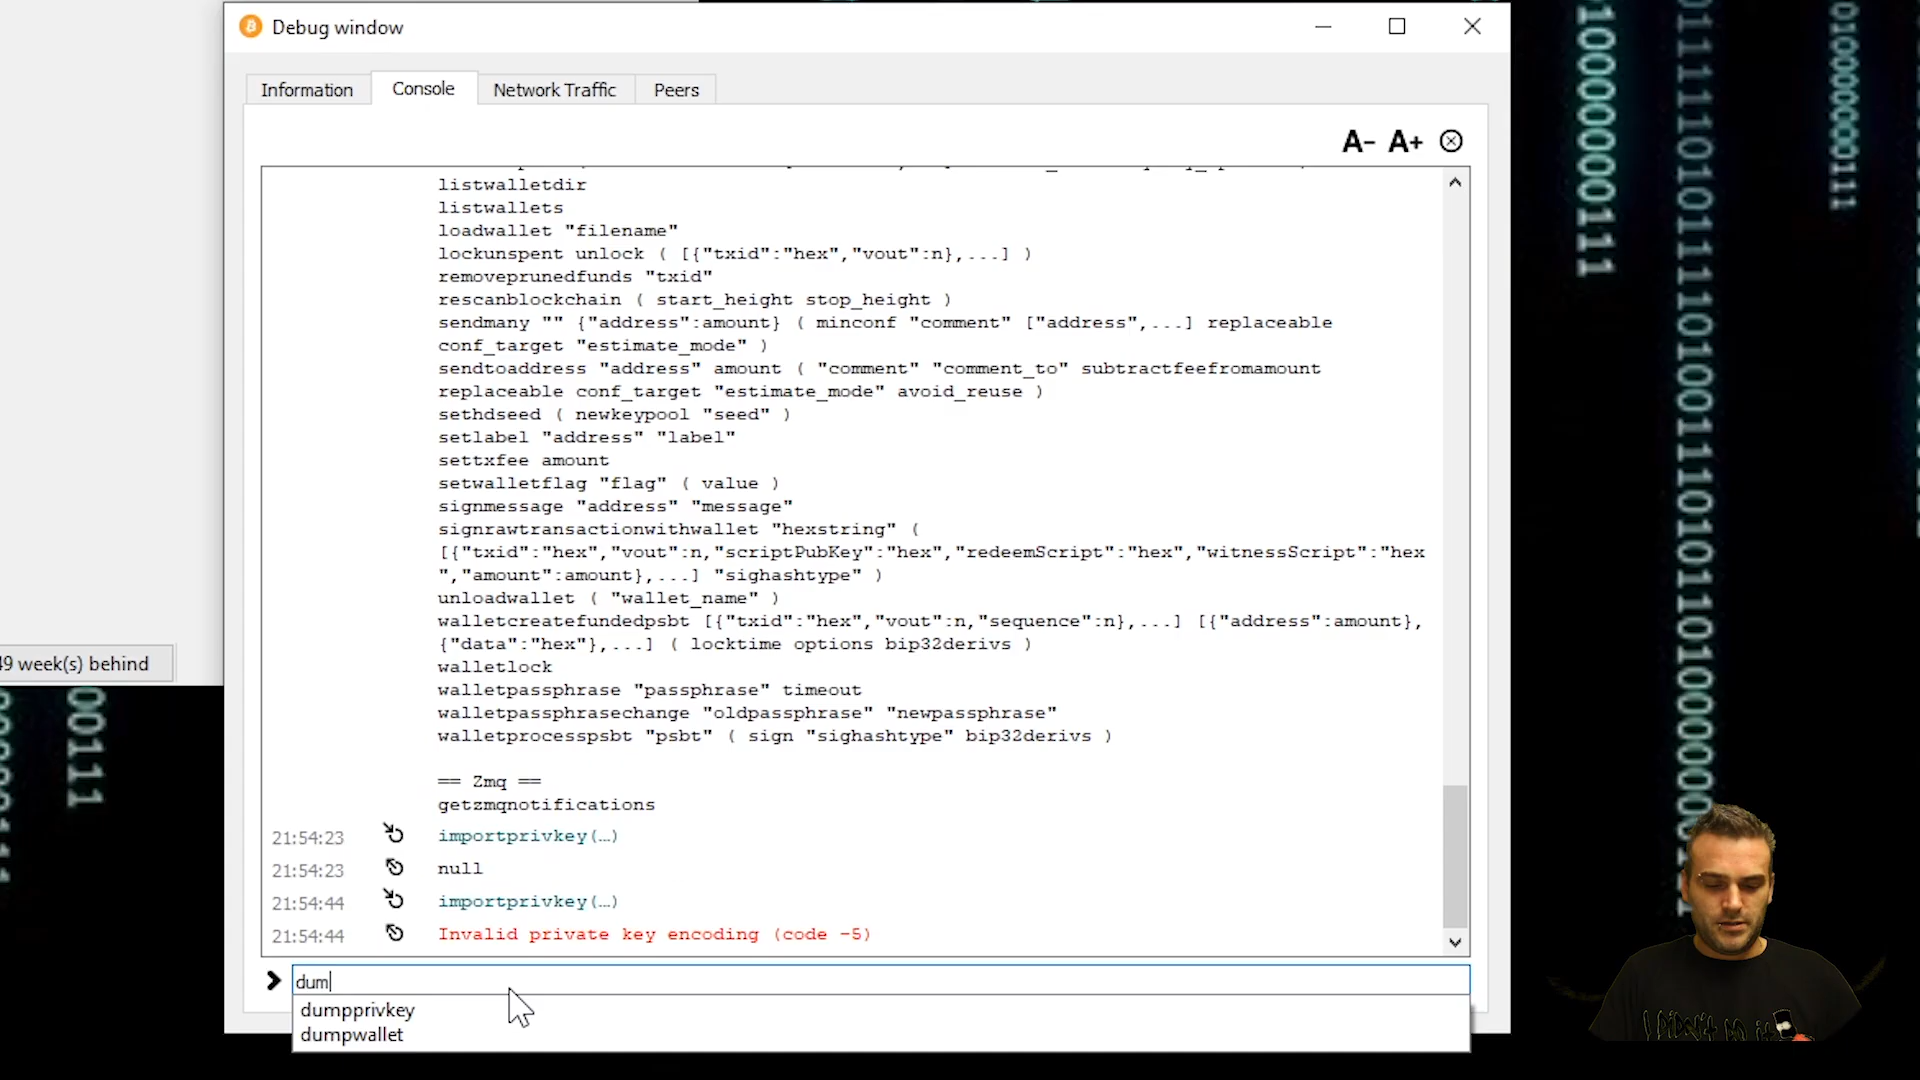 Debug window
Information
Console
Network Traffic
Peers
A- A+
listwalletdir
listwallets
loadwallet "filename"
lockunspent unlock ( [{"txid":"hex","vout":n},...] )
removeprunedfunds "txid"
rescanblockchain ( start_height stop_height )
sendmany "" {"address":amount} ( minconf "comment" ["address",...] replaceable
conf_target "estimate_mode" )
sendtoaddress "address" amount ( "comment" "comment_to" subtractfeefromamount
replaceable conf_target "estimate_mode" avoid_reuse )
sethdseed ( newkeypool "seed" )
setlabel "address" "label"
settxfee amount
setwalletflag "flag" ( value )
signmessage "address" "message"
signrawtransactionwithwallet "hexstring" (
[{"txid":"hex","vout":n,"scriptPubKey":"hex","redeemScript":"hex","witnessScript":"hex
","amount":amount},...] "sighashtype" )
unloadwallet ( "wallet_name" )
walletcreatefundedpsbt [{"txid":"hex","vout":n,"sequence":n},...] [{"address":amount},
{"data":"hex"},...] ( locktime options bip32derivs )
49 week(s) behind
walletlock
walletpassphrase "passphrase" timeout
walletpassphrasechange "oldpassphrase" "newpassphrase"
walletprocesspsbt "psbt" ( sign "sighashtype" bip32derivs )
== Zmq ==
getzmqnotifications
21:54:23 importprivkey(…)
21:54:23 null
21:54:44 importprivkey(…)
21:54:44 Invalid private key encoding (code -5)
dum
dumpprivkey
dumpwallet